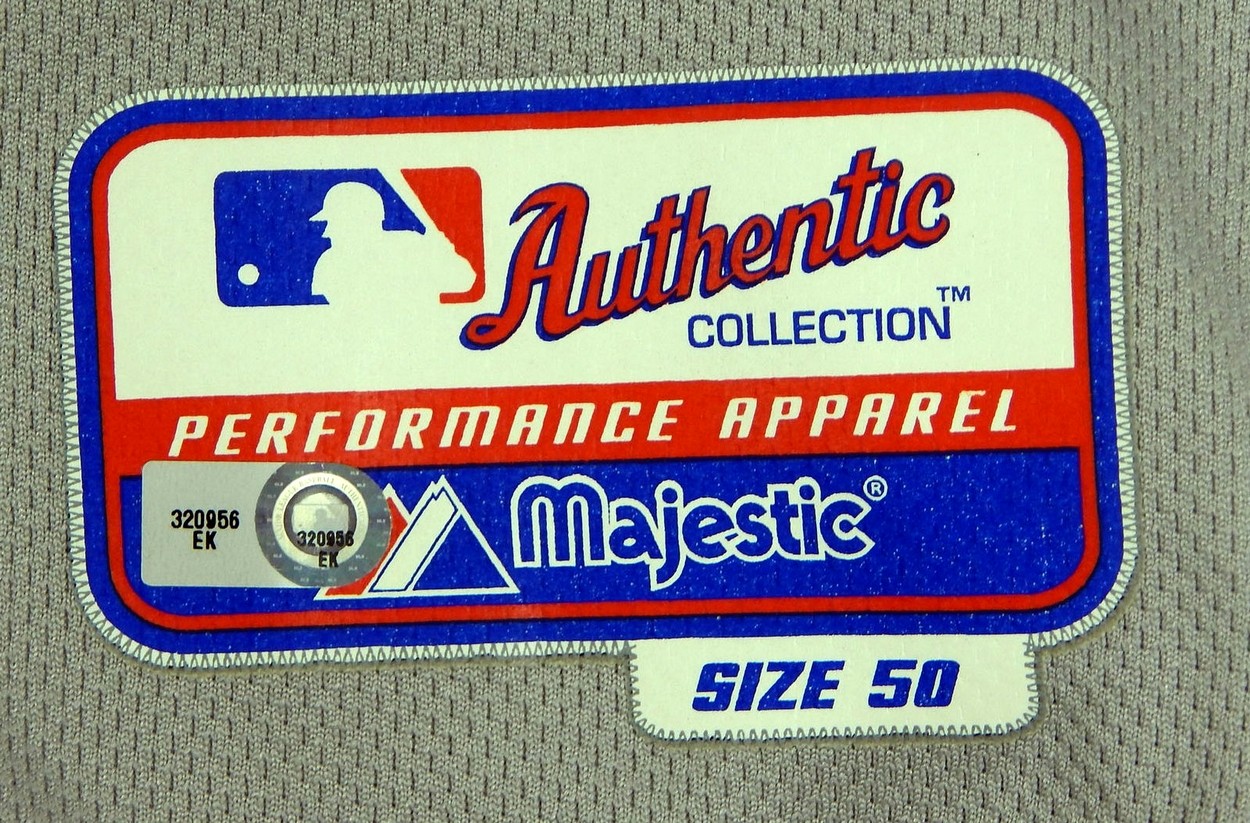 Authentic
COLLECTION™
PERFORMANCE APPAREL
320956
EK
320956
EK
Majestic®
SIZE 50